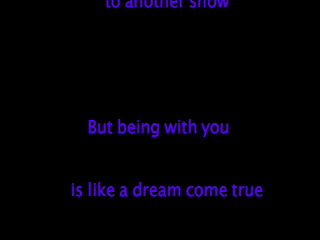 to another show
But being with you
is like a dream come true